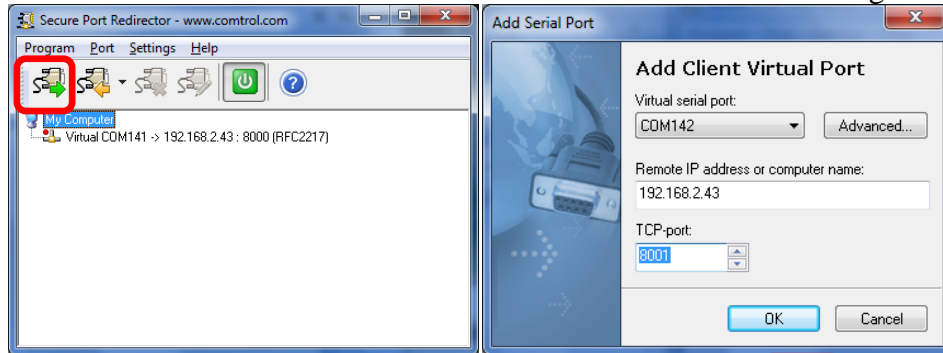 Secure Port Redirector - www.comtrol.com
Program Port Settings Help
My Computer
Virtual COM141 -> 192.168.2.43 : 8000 (RFC2217)
Add Serial Port
Add Client Virtual Port
Virtual serial port:
COM142 Advanced...
Remote IP address or computer name:
192.168.2.43
TCP-port:
8001
OK Cancel